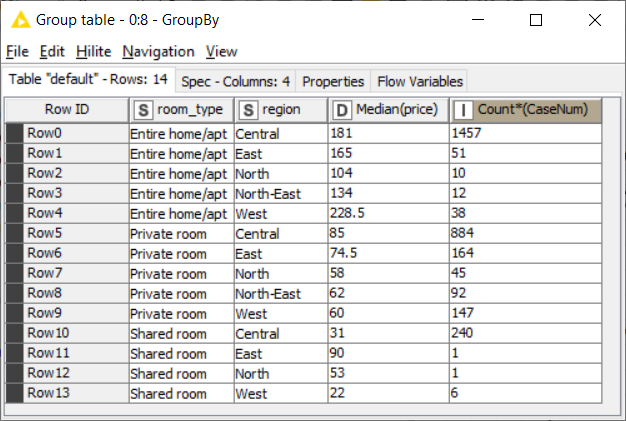 Group table - 0:8 - GroupBy
File Edit Hilite Navigation View
Table "default" - Rows: 14 Spec - Columns: 4 Properties Flow Variables
Row ID S room_type S region D Median(price) I Count*(CaseNum)
Row0 Entire home/apt Central 181 1457
Row1 Entire home/apt East 165 51
Row2 Entire home/apt North 104 10
Row3 Entire home/apt North-East 134 12
Row4 Entire home/apt West 228.5 38
Row5 Private room Central 85 884
Row6 Private room East 74.5 164
Row7 Private room North 58 45
Row8 Private room North-East 62 92
Row9 Private room West 60 147
Row10 Shared room Central 31 240
Row11 Shared room East 90 1
Row12 Shared room North 53 1
Row13 Shared room West 22 6